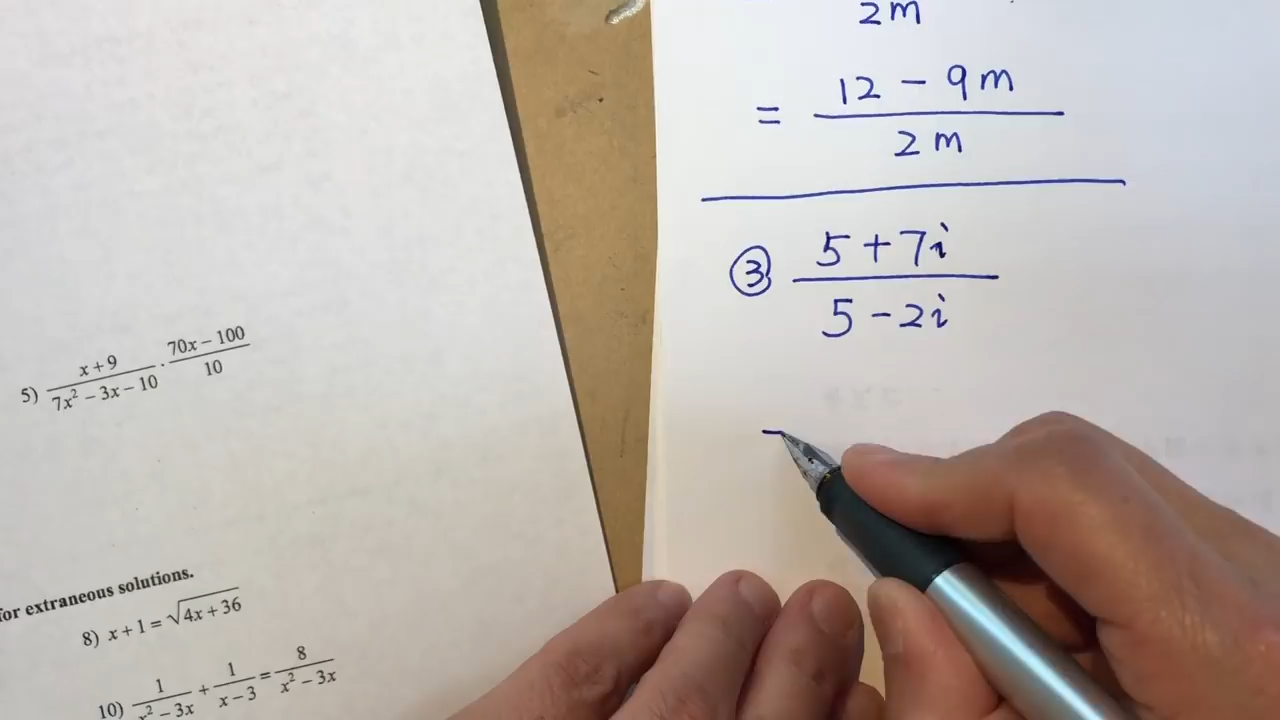 5) x+9 / 7x² − 3x − 10 · 70x − 100 / 10
for extraneous solutions.
8) x + 1 = √4x + 36
10) 1 / x² − 3x + 1 / x − 3 = 8 / x² − 3x
2m
= 12 − 9m / 2m
③ 5 + 7i / 5 − 2i